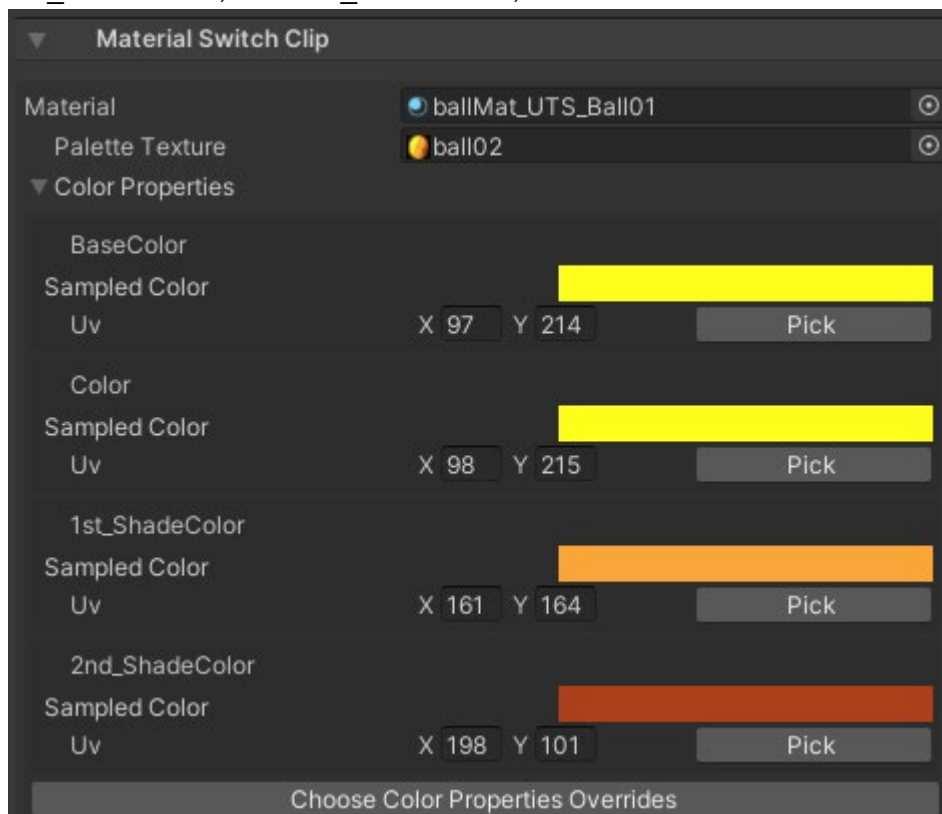 Material Switch Clip
Material ballMat_UTS_Ball01
Palette Texture ball02
Color Properties
BaseColor
Sampled Color
Uv X 97 Y 214 Pick
Color
Sampled Color
Uv X 98 Y 215 Pick
1st_ShadeColor
Sampled Color
Uv X 161 Y 164 Pick
2nd_ShadeColor
Sampled Color
Uv X 198 Y 101 Pick
Choose Color Properties Overrides